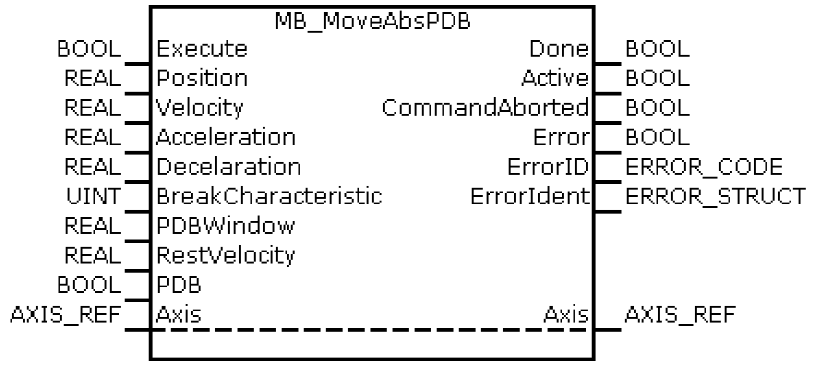 MB_MoveAbsPDB
BOOL Execute Done BOOL
REAL Position Active BOOL
REAL Velocity CommandAborted BOOL
REAL Acceleration Error BOOL
REAL Decelaration ErrorID ERROR_CODE
UINT BreakCharacteristic ErrorIdent ERROR_STRUCT
REAL PDBWindow
REAL RestVelocity
BOOL PDB
AXIS_REF Axis Axis AXIS_REF